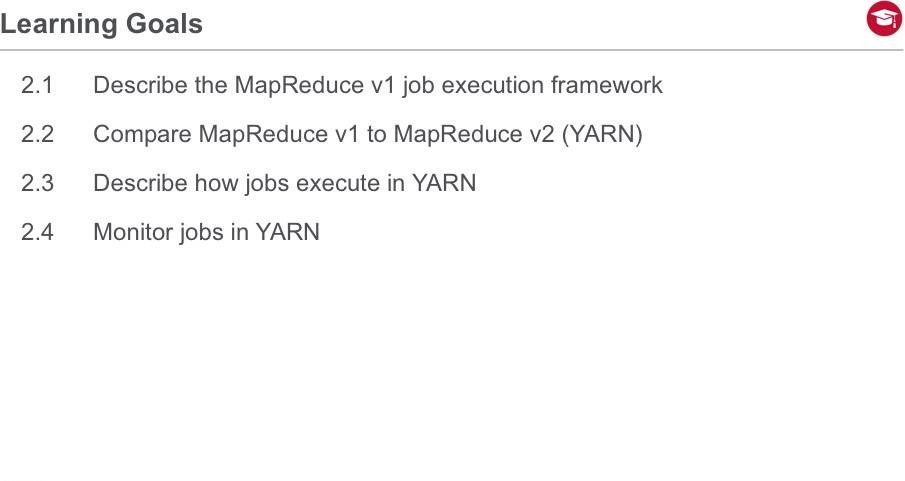 Learning Goals
2.1 Describe the MapReduce v1 job execution framework
2.2 Compare MapReduce v1 to MapReduce v2 (YARN)
2.3 Describe how jobs execute in YARN
2.4 Monitor jobs in YARN